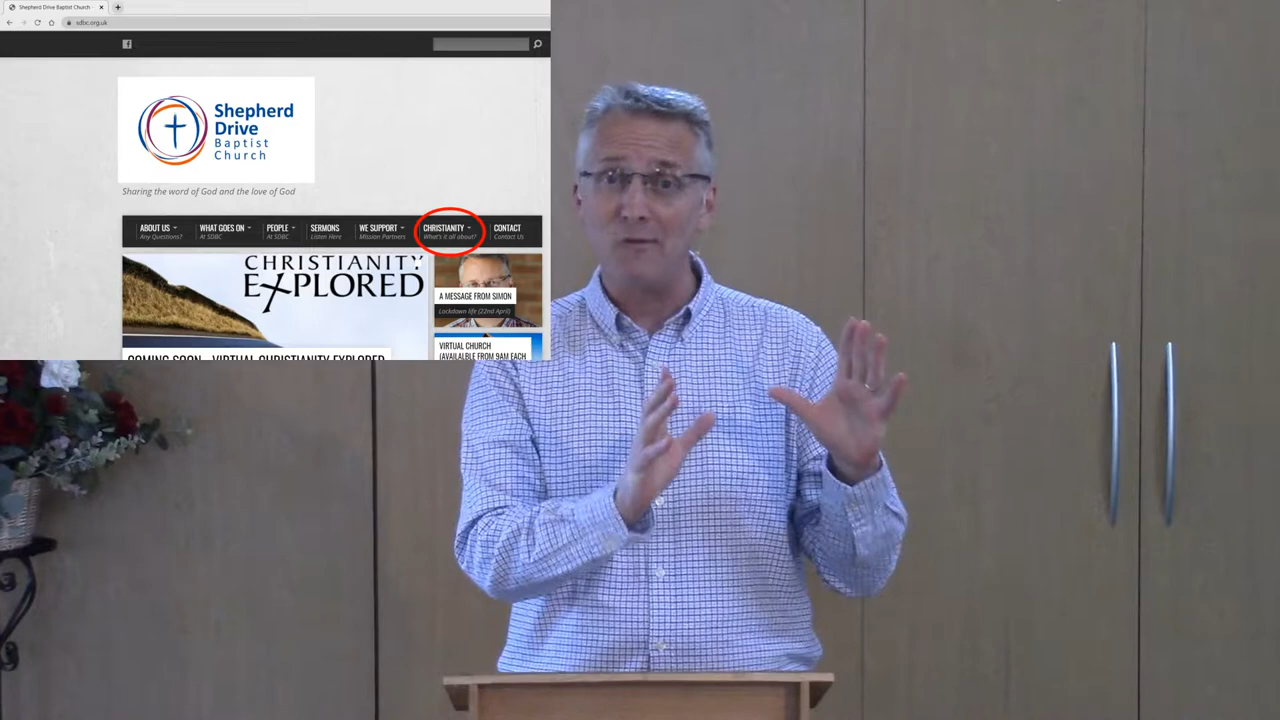 Shepherd Drive Baptist Church -
sdbc.org.uk
Shepherd
Drive
Baptist
Church
Sharing the word of God and the love of God
ABOUT US
Any Questions?
WHAT GOES ON
At SDBC
PEOPLE
At SDBC
SERMONS
Listen Here
WE SUPPORT
Mission Partners
CHRISTIANITY
What's it all about?
CONTACT
Contact Us
CHRISTIANITY
EXPLORED
COMING SOON - VIRTUAL CHRISTIANITY EXPLORED
A MESSAGE FROM SIMON
Lockdown life (22nd April)
VIRTUAL CHURCH
(AVAILALBLE FROM 9AM EACH